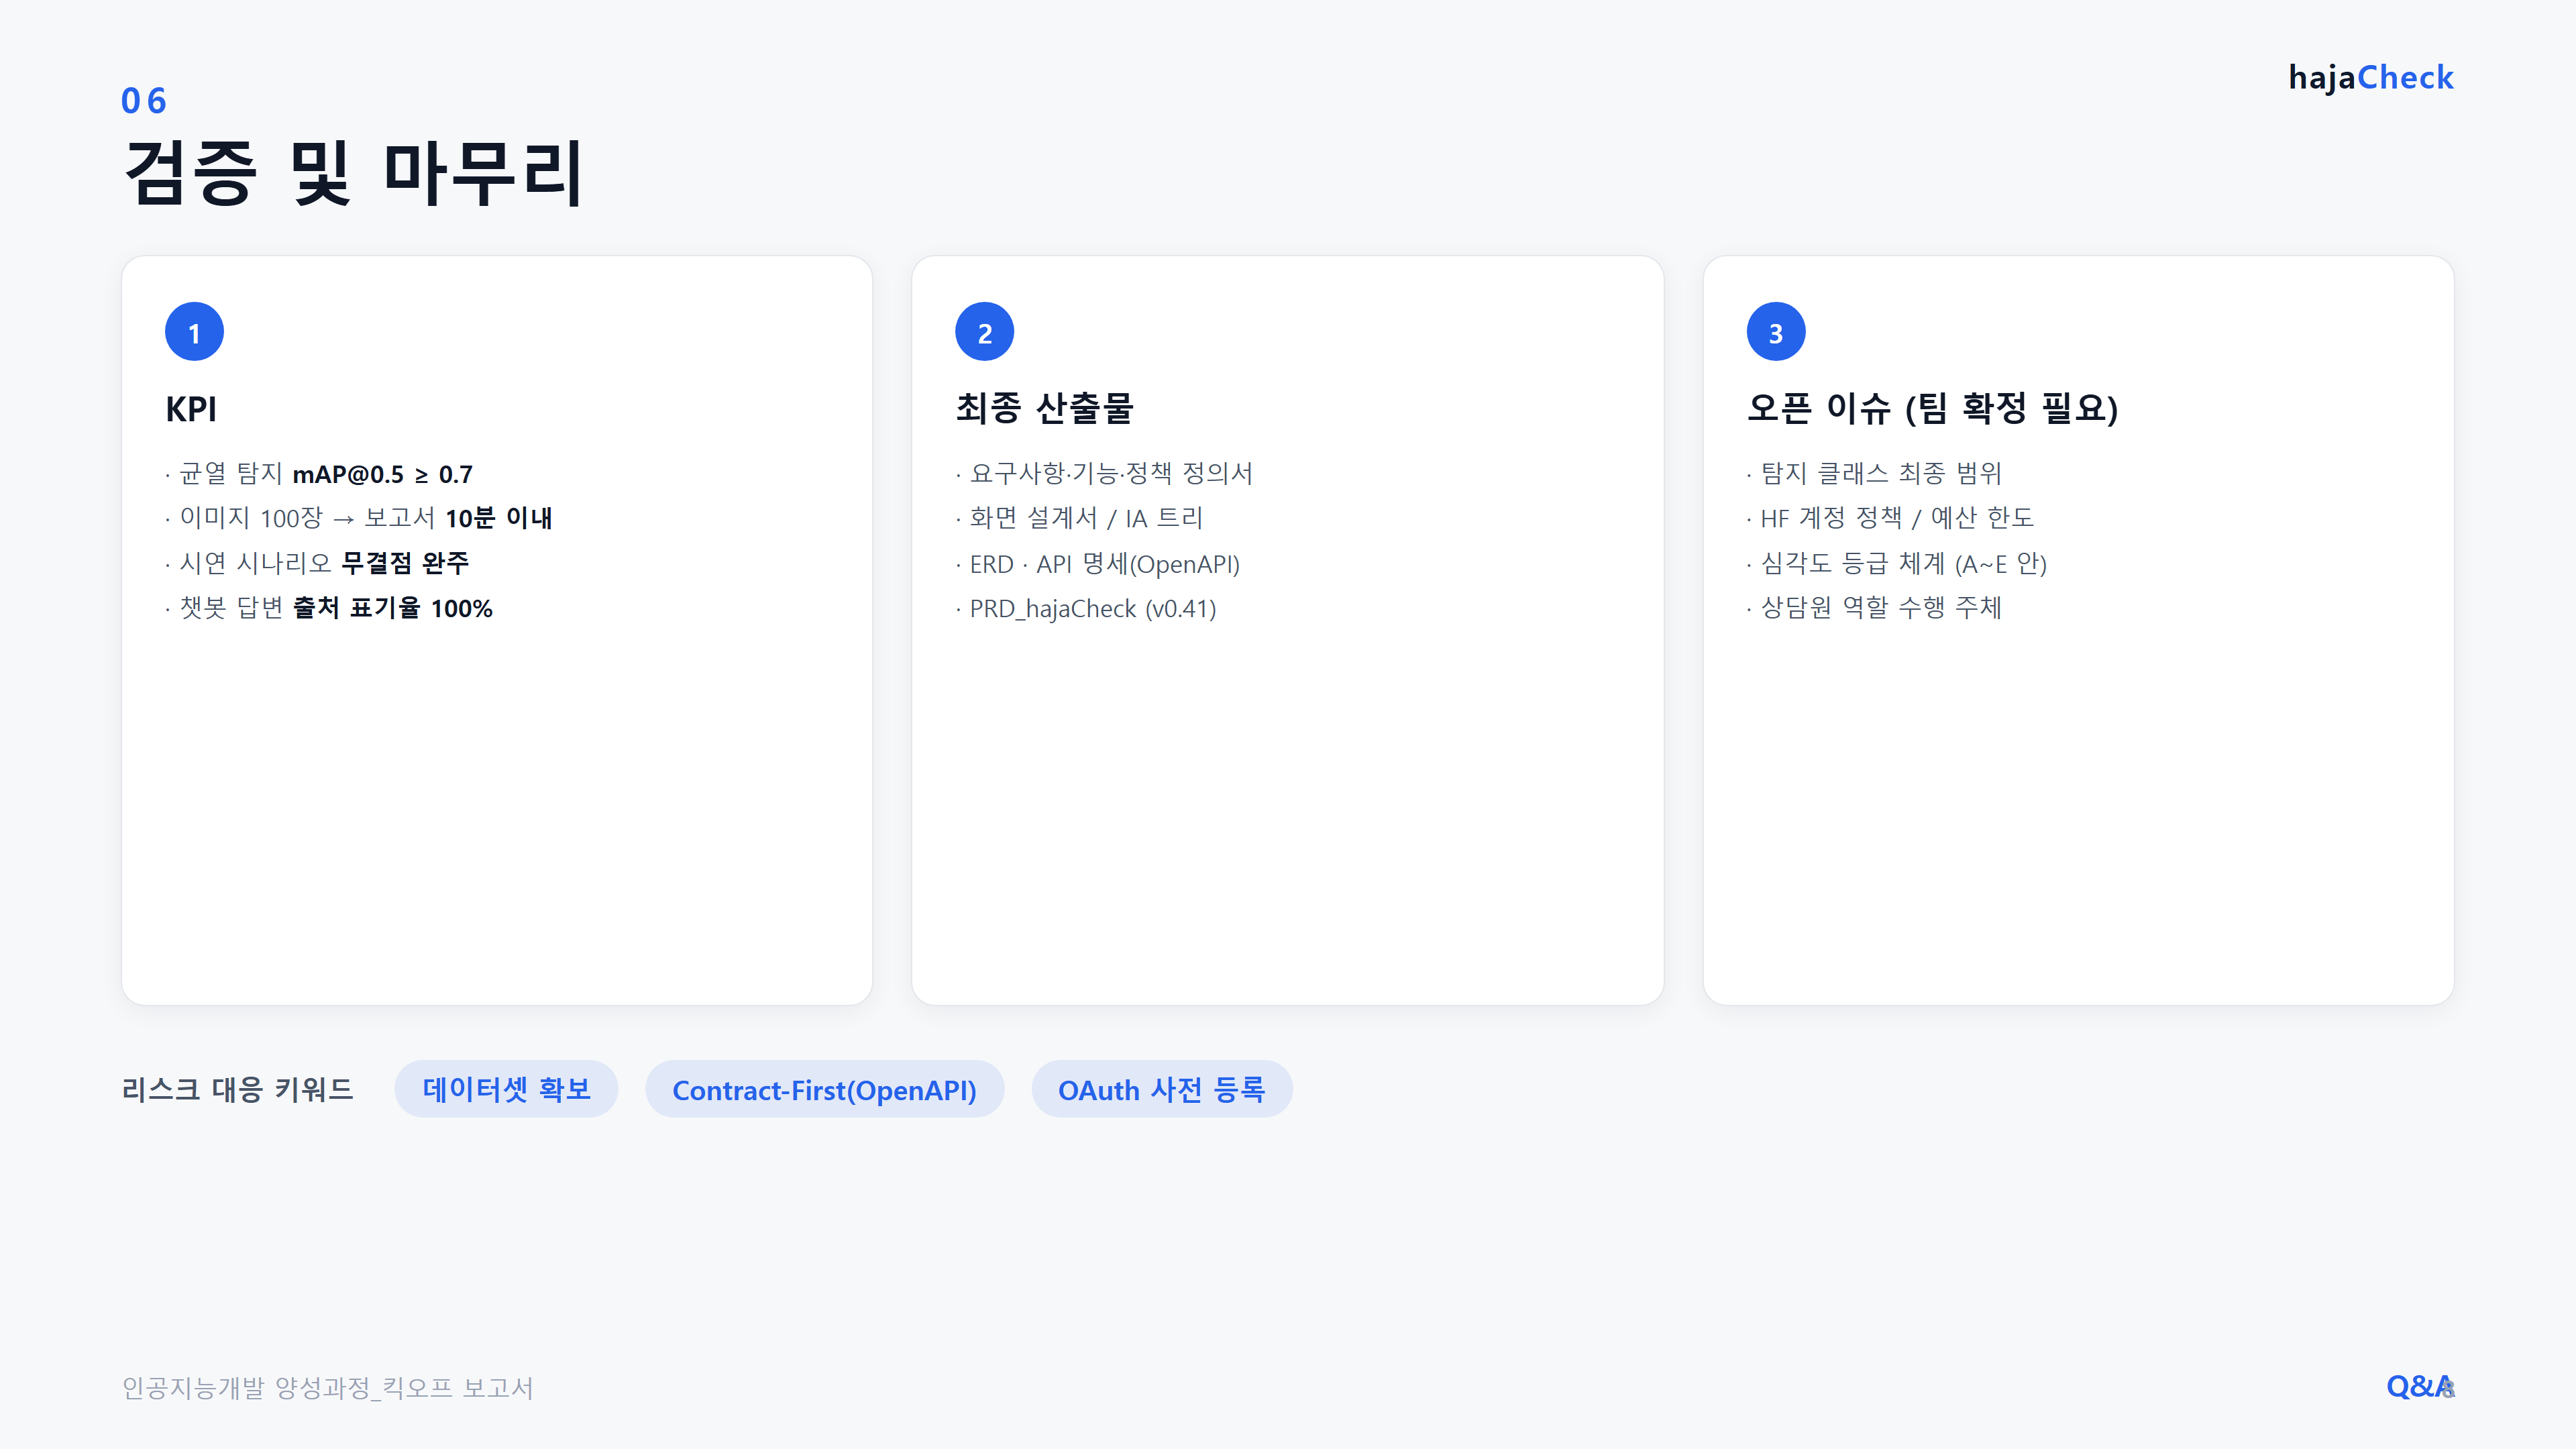 06
hajaCheck
검증 및 마무리
1
KPI
· 균열 탐지 mAP@0.5 ≥ 0.7
· 이미지 100장 → 보고서 10분 이내
· 시연 시나리오 무결점 완주
· 챗봇 답변 출처 표기율 100%
2
최종 산출물
· 요구사항·기능·정책 정의서
· 화면 설계서 / IA 트리
· ERD · API 명세(OpenAPI)
· PRD_hajaCheck (v0.41)
3
오픈 이슈 (팀 확정 필요)
· 탐지 클래스 최종 범위
· HF 계정 정책 / 예산 한도
· 심각도 등급 체계 (A~E 안)
· 상담원 역할 수행 주체
리스크 대응 키워드 데이터셋 확보 Contract-First(OpenAPI) OAuth 사전 등록
인공지능개발 양성과정_킥오프 보고서
Q&A
8